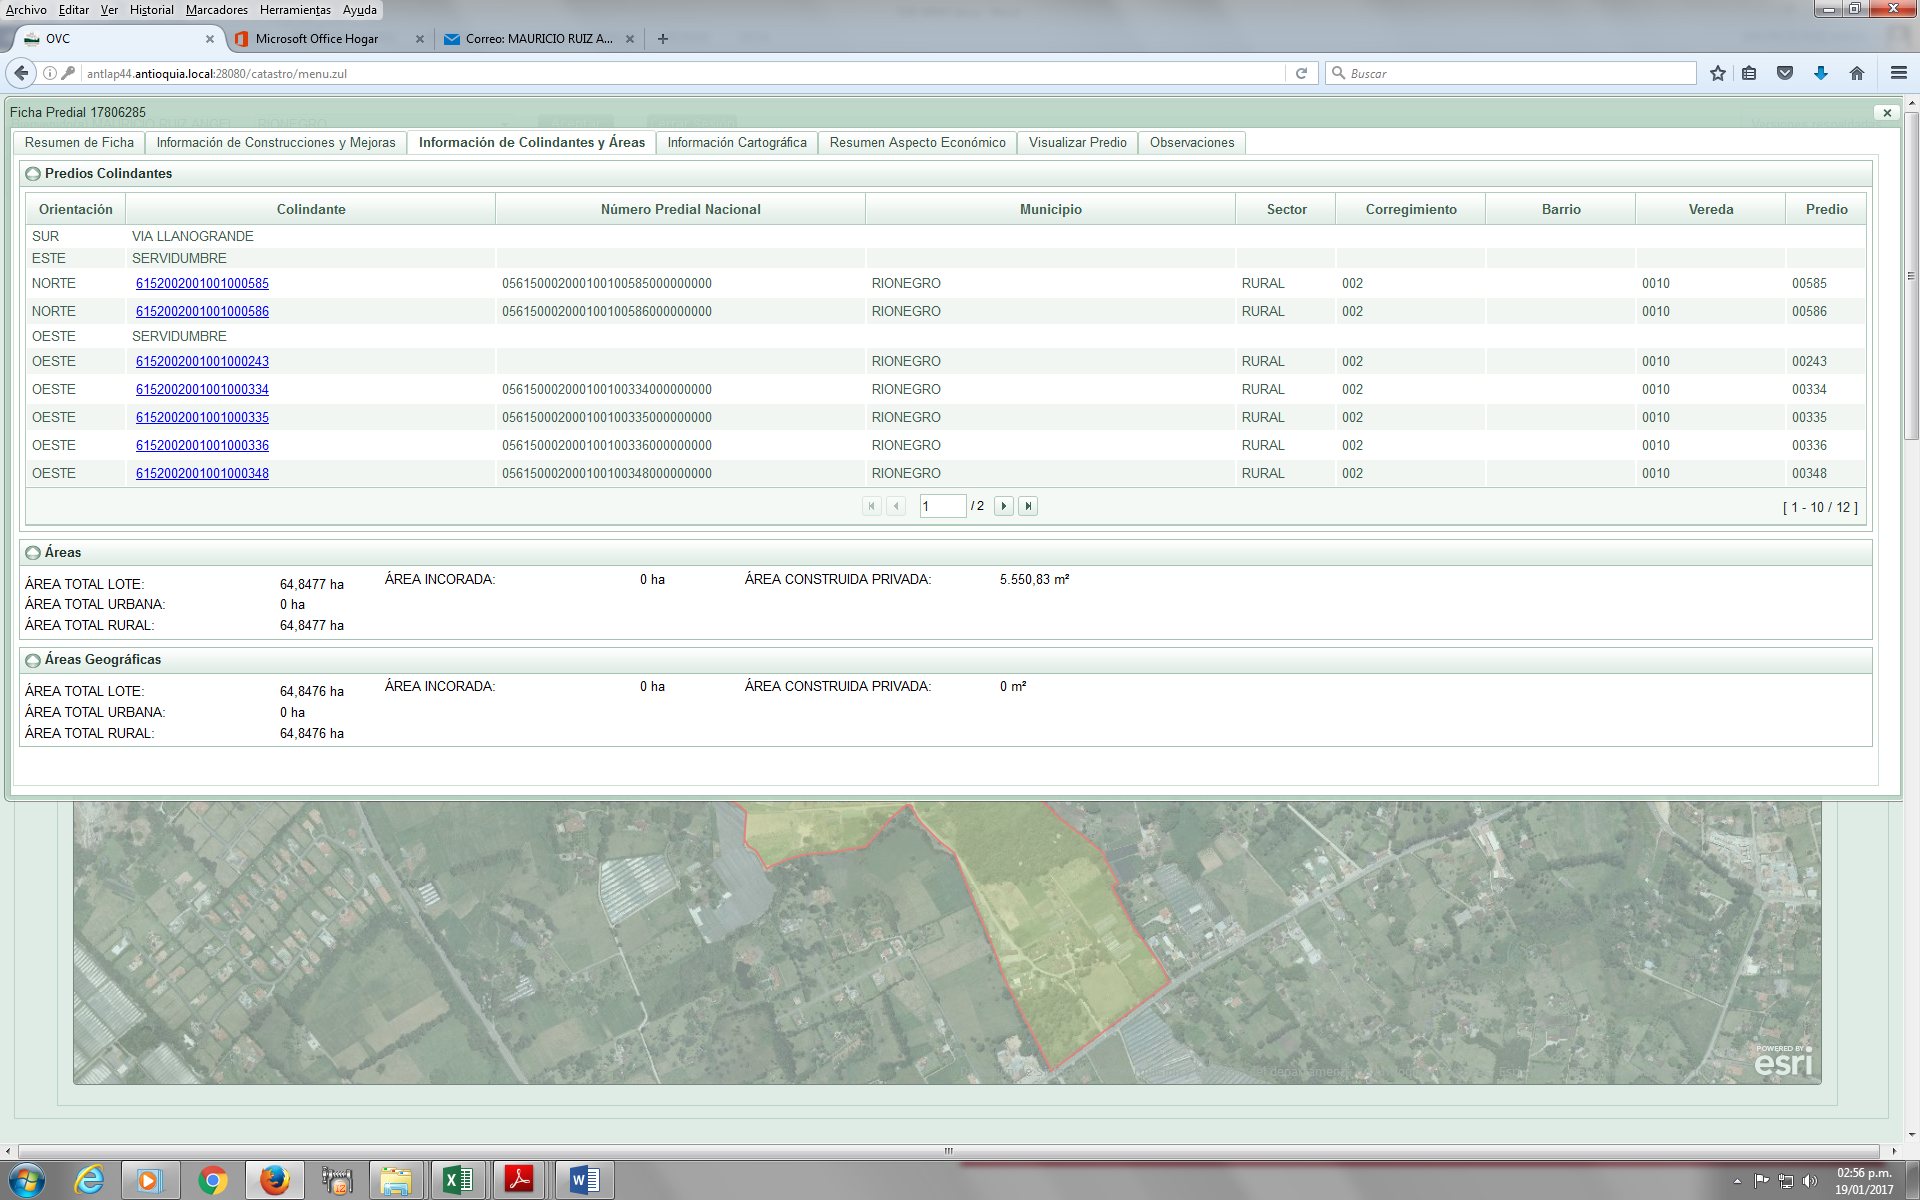 Archivo Editar Ver Historial Marcadores Herramientas Ayuda
OVC Microsoft Office Hogar Correo: MAURICIO RUIZ A...
antlap44.antioquia.local:28080/catastro/menu.zul Buscar
Ficha Predial 17806285
Resumen de Ficha Información de Construcciones y Mejoras Información de Colindantes y Áreas Información Cartográfica Resumen Aspecto Económico Visualizar Predio Observaciones
Predios Colindantes
Orientación Colindante Número Predial Nacional Municipio Sector Corregimiento Barrio Vereda Predio
SUR VIA LLANOGRANDE
ESTE SERVIDUMBRE
NORTE 6152002001001000585 056150002000100100585000000000 RIONEGRO RURAL 002 0010 00585
NORTE 6152002001001000586 056150002000100100586000000000 RIONEGRO RURAL 002 0010 00586
OESTE SERVIDUMBRE
OESTE 6152002001001000243 RIONEGRO RURAL 002 0010 00243
OESTE 6152002001001000334 056150002000100100334000000000 RIONEGRO RURAL 002 0010 00334
OESTE 6152002001001000335 056150002000100100335000000000 RIONEGRO RURAL 002 0010 00335
OESTE 6152002001001000336 056150002000100100336000000000 RIONEGRO RURAL 002 0010 00336
OESTE 6152002001001000348 056150002000100100348000000000 RIONEGRO RURAL 002 0010 00348
1 / 2 [ 1 - 10 / 12 ]
Áreas
ÁREA TOTAL LOTE: 64,8477 ha ÁREA INCORADA: 0 ha ÁREA CONSTRUIDA PRIVADA: 5.550,83 m²
ÁREA TOTAL URBANA: 0 ha
ÁREA TOTAL RURAL: 64,8477 ha
Áreas Geográficas
ÁREA TOTAL LOTE: 64,8476 ha ÁREA INCORADA: 0 ha ÁREA CONSTRUIDA PRIVADA: 0 m²
ÁREA TOTAL URBANA: 0 ha
ÁREA TOTAL RURAL: 64,8476 ha
POWERED BY
esri
02:56 p.m.
19/01/2017